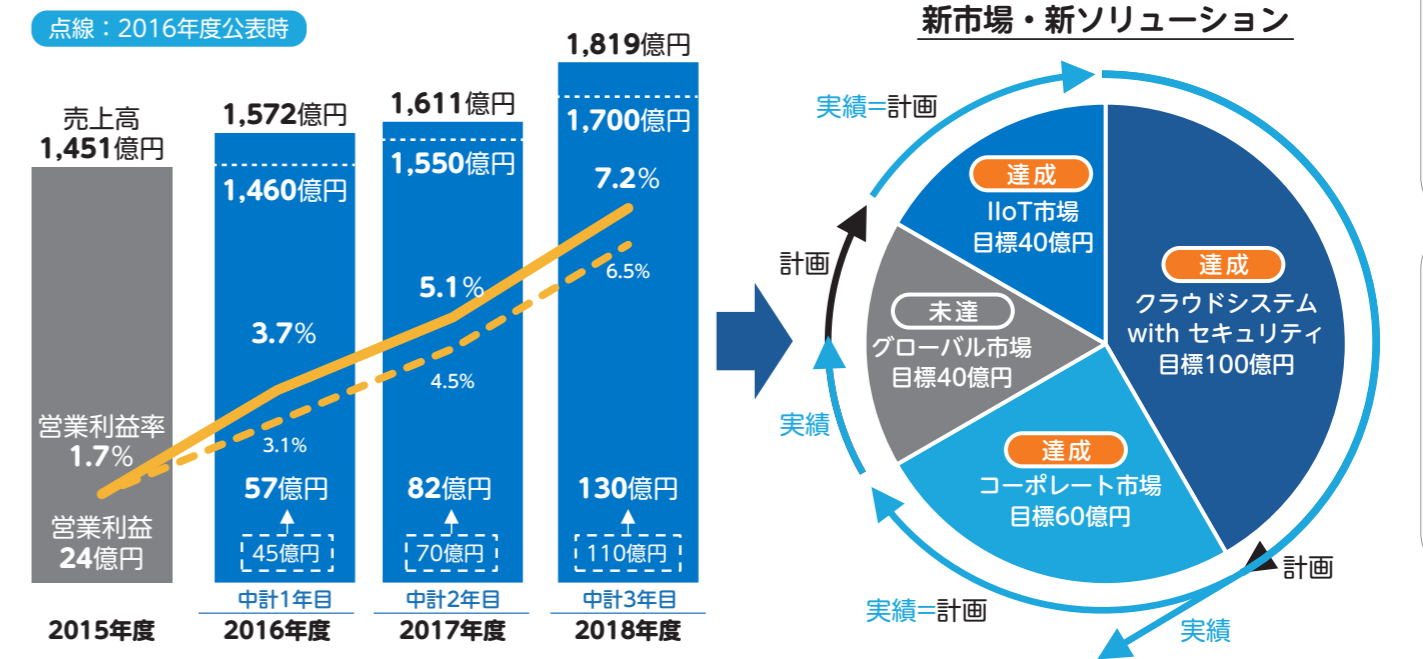 点線：2016年度公表時
売上高
1,451億円
営業利益率
1.7%
営業利益
24億円
2015年度
1,572億円
1,460億円
3.7%
3.1%
57億円
45億円
中計1年目
2016年度
1,611億円
1,550億円
5.1%
4.5%
82億円
70億円
中計2年目
2017年度
1,819億円
1,700億円
7.2%
6.5%
130億円
110億円
中計3年目
2018年度
新市場・新ソリューション
実績=計画
達成
IIoT市場
目標40億円
達成
クラウドシステム
with セキュリティ
目標100億円
計画
未達
グローバル市場
目標40億円
実績
達成
コーポレート市場
目標60億円
計画
実績=計画
実績